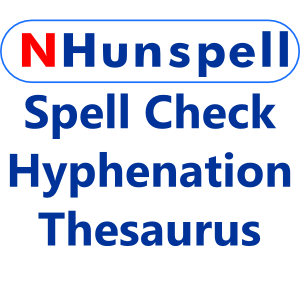 NHunspell
Spell Check
Hyphenation
Thesaurus